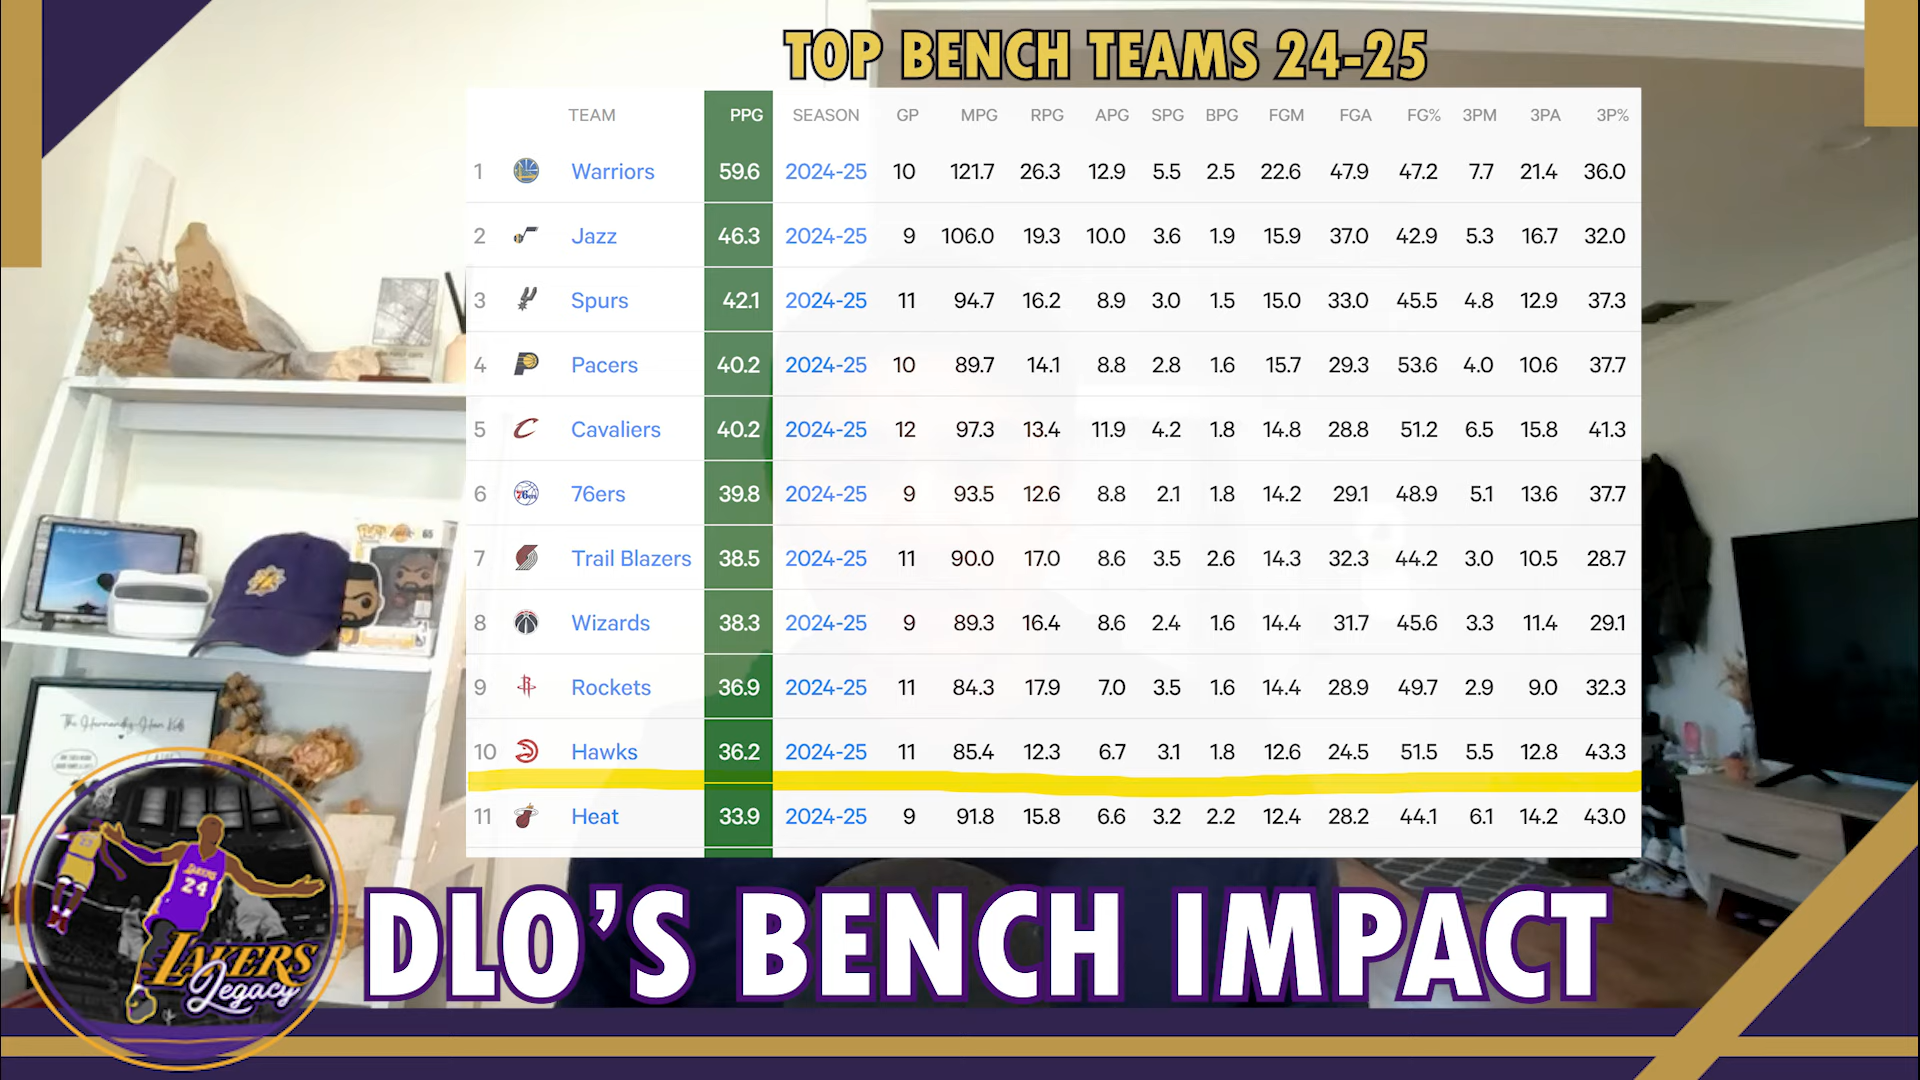 TOP BENCH TEAMS 24-25
TEAM PPG SEASON GP MPG RPG APG SPG BPG FGM FGA FG% 3PM 3PA 3P%
1 Warriors 59.6 2024-25 10 121.7 26.3 12.9 5.5 2.5 22.6 47.9 47.2 7.7 21.4 36.0
2 Jazz 46.3 2024-25 9 106.0 19.3 10.0 3.6 1.9 15.9 37.0 42.9 5.3 16.7 32.0
3 Spurs 42.1 2024-25 11 94.7 16.2 8.9 3.0 1.5 15.0 33.0 45.5 4.8 12.9 37.3
4 Pacers 40.2 2024-25 10 89.7 14.1 8.8 2.8 1.6 15.7 29.3 53.6 4.0 10.6 37.7
5 Cavaliers 40.2 2024-25 12 97.3 13.4 11.9 4.2 1.8 14.8 28.8 51.2 6.5 15.8 41.3
6 76ers 39.8 2024-25 9 93.5 12.6 8.8 2.1 1.8 14.2 29.1 48.9 5.1 13.6 37.7
7 Trail Blazers 38.5 2024-25 11 90.0 17.0 8.6 3.5 2.6 14.3 32.3 44.2 3.0 10.5 28.7
8 Wizards 38.3 2024-25 9 89.3 16.4 8.6 2.4 1.6 14.4 31.7 45.6 3.3 11.4 29.1
9 Rockets 36.9 2024-25 11 84.3 17.9 7.0 3.5 1.6 14.4 28.9 49.7 2.9 9.0 32.3
10 Hawks 36.2 2024-25 11 85.4 12.3 6.7 3.1 1.8 12.6 24.5 51.5 5.5 12.8 43.3
11 Heat 33.9 2024-25 9 91.8 15.8 6.6 3.2 2.2 12.4 28.2 44.1 6.1 14.2 43.0
POP!
65
The Hernandez-Han Kids
LAKERS
24
LAKERS
Legacy
DLO'S BENCH IMPACT